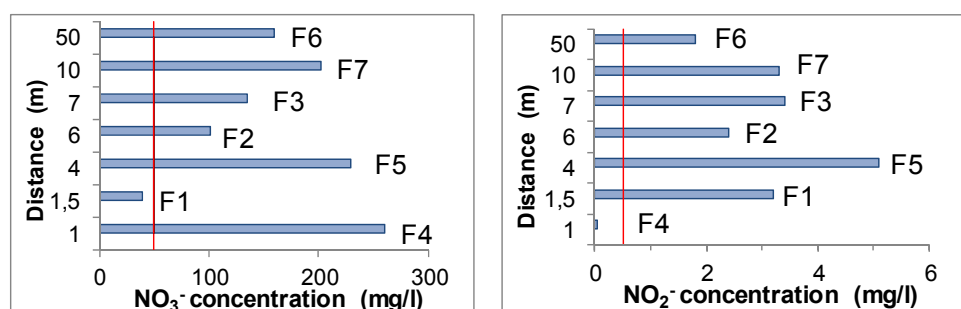 Distance (m)
50
10
7
6
4
1,5
1
F6
F7
F3
F2
F5
F1
F4
0
100
200
300
NO₃⁻ concentration (mg/l)
Distance (m)
50
10
7
6
4
1,5
1
F6
F7
F3
F2
F5
F1
F4
0
2
4
6
NO₂⁻ concentration (mg/l)